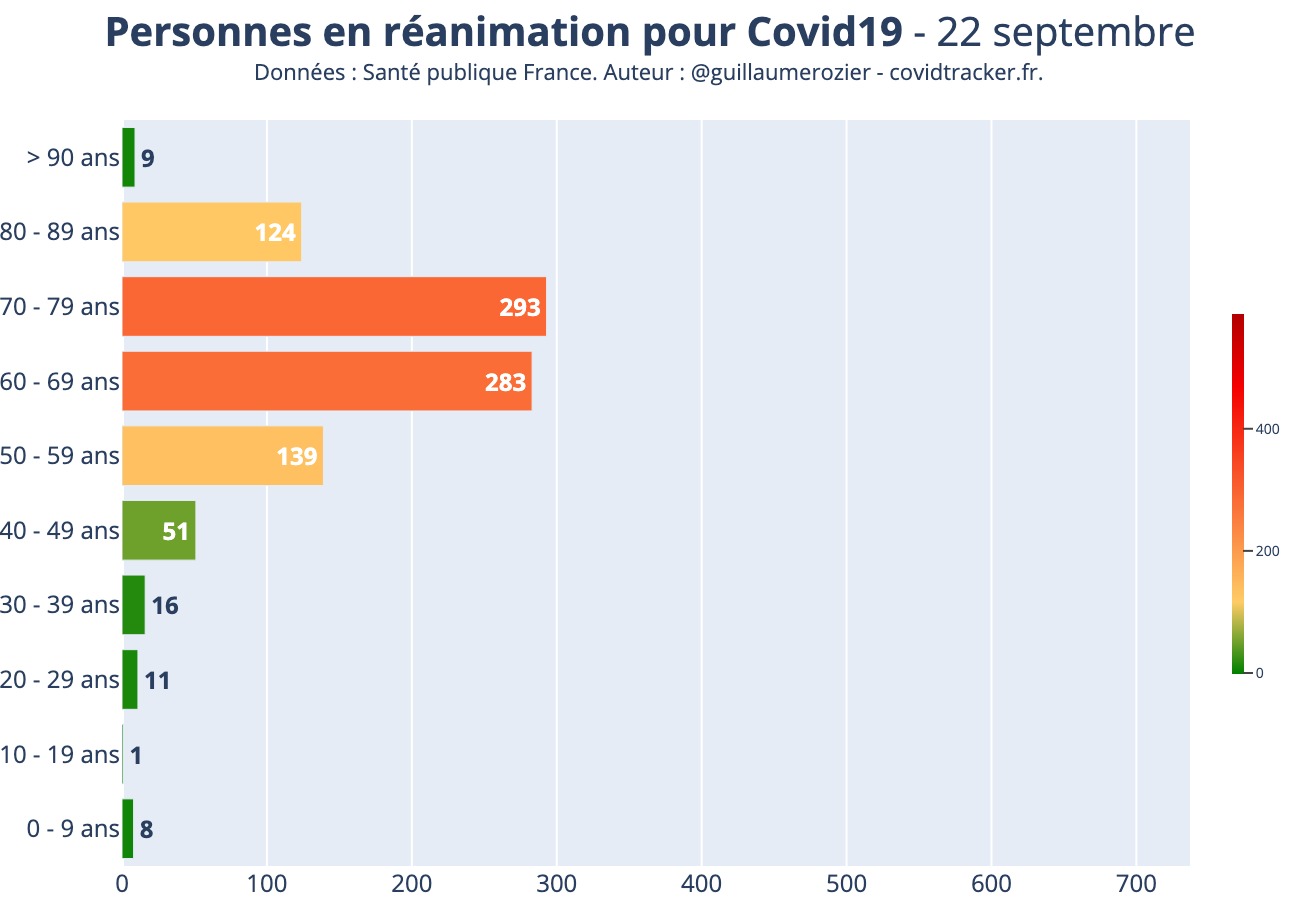 Personnes en réanimation pour Covid19 - 22 septembre
Données : Santé publique France. Auteur : @guillaumerozier - covidtracker.fr.
> 90 ans 9
80 - 89 ans 124
70 - 79 ans 293
60 - 69 ans 283
50 - 59 ans 139
40 - 49 ans 51
30 - 39 ans 16
20 - 29 ans 11
10 - 19 ans 1
0 - 9 ans 8
0 100 200 300 400 500 600 700
400
200
0